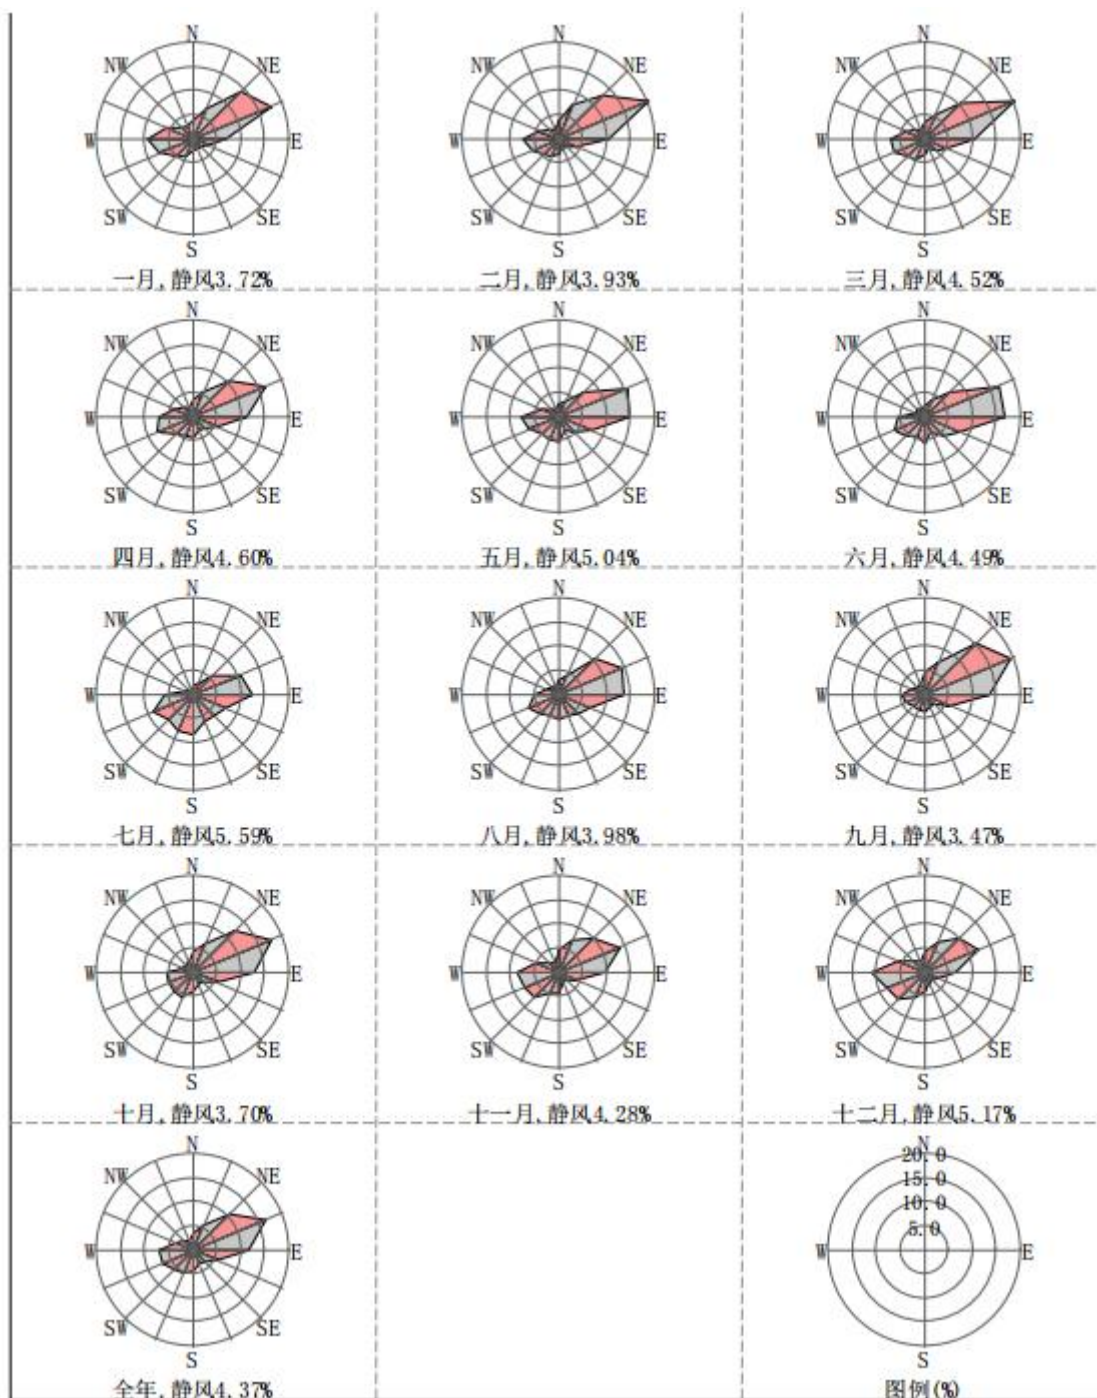 N N N
NW NE NW NE NW NE
W E W E W E
SW SE SW SE SW SE
S S S
一月,静风3.72% 二月,静风3.93% 三月,静风4.52%
N N N
NW NE NW NE NW NE
W E W E W E
SW SE SW SE SW SE
S S S
四月,静风4.60% 五月,静风5.04% 六月,静风4.49%
N N N
NW NE NW NE NW NE
W E W E W E
SW SE SW SE SW SE
S S S
七月,静风5.59% 八月,静风3.98% 九月,静风3.47%
N N N
NW NE NW NE NW NE
W E W E W E
SW SE SW SE SW SE
S S S
十月,静风3.70% 十一月,静风4.28% 十二月,静风5.17%
N N
20.0
NW NE 15.0
10.0
5.0
W E W E
SW SE
S S
全年,静风4.37% 图例(%)